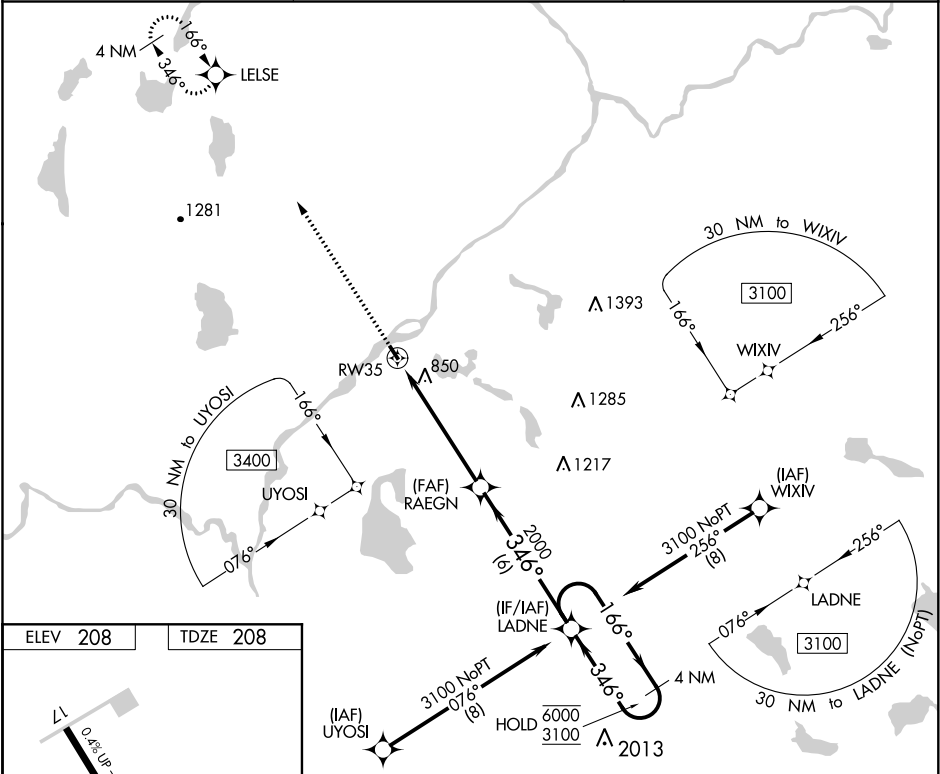 4 NM
166°
346°
LELSE
1281
30 NM to WIXIV
3100
166°
256°
WIXIV
1393
RW35
850
1285
1217
30 NM to UYOSI
166°
3400
UYOSI
076°
(FAF)
RAEGN
(IAF)
WIXIV
3100 NoPT
256°
(8)
2000
346°
(6)
(IF/IAF)
LADNE
166°
346°
4 NM
256°
LADNE
076°
3100
30 NM to LADNE (NoPT)
3100 NoPT
076°
(8)
(IAF)
UYOSI
HOLD 6000
3100
2013
ELEV 208
TDZE 208
17
0.4% UP